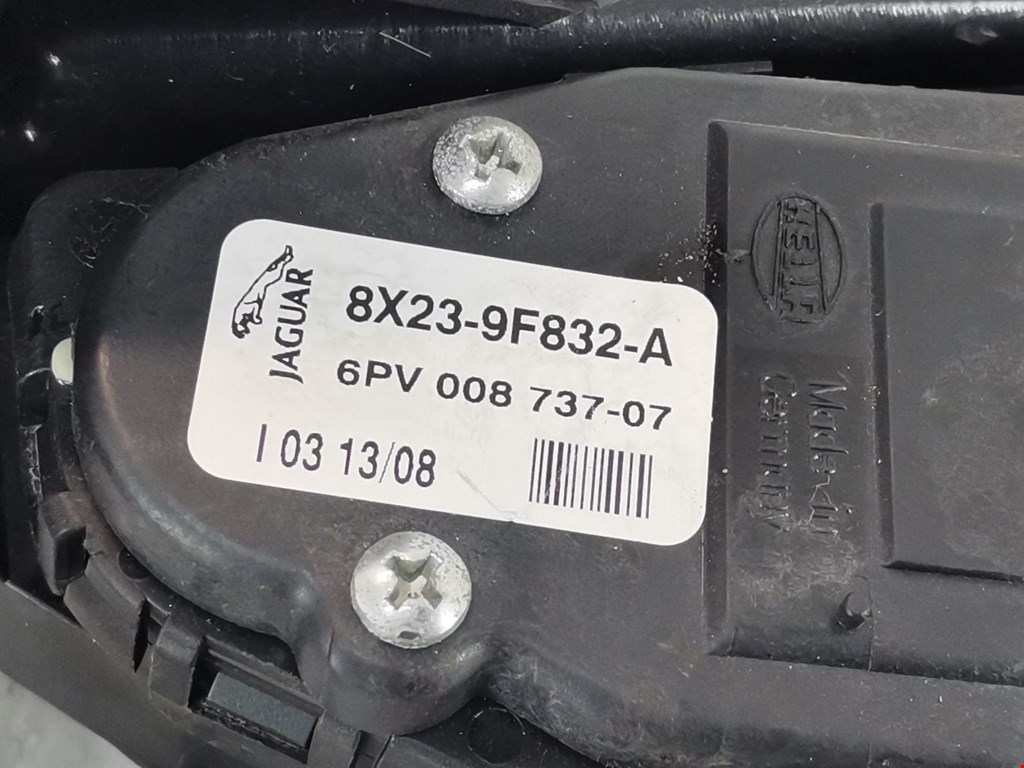 JAGUAR
8X23-9F832-A
6PV 008 737-07
I 03 13/08
HELLA
Made in
Germany